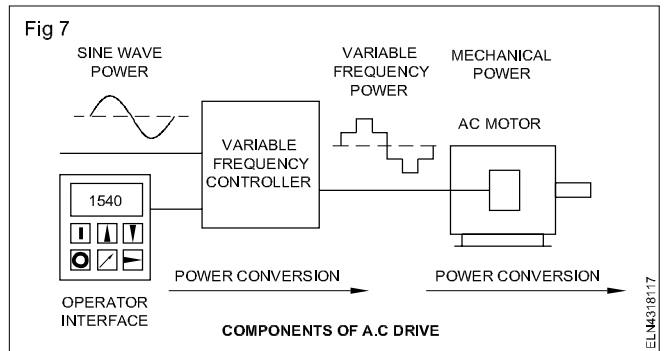 Fig 7
SINE WAVE
POWER
VARIABLE
FREQUENCY
POWER
MECHANICAL
POWER
AC MOTOR
VARIABLE
FREQUENCY
CONTROLLER
1540
OPERATOR
INTERFACE
POWER CONVERSION
POWER CONVERSION
COMPONENTS OF A.C DRIVE
ELN4318117